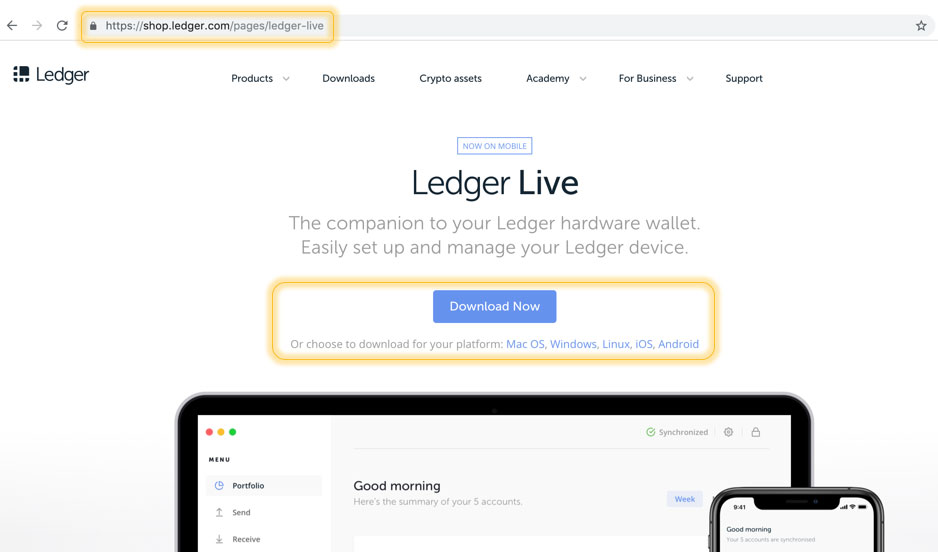 https://shop.ledger.com/pages/ledger-live
Ledger
Products
Downloads
Crypto assets
Academy
For Business
Support
NOW ON MOBILE
Ledger Live
The companion to your Ledger hardware wallet.
Easily set up and manage your Ledger device.
Download Now
Or choose to download for your platform: Mac OS, Windows, Linux, iOS, Android
Synchronized
MENU
Portfolio
Send
Receive
Good morning
Here's the summary of your 5 accounts.
Week
9:41
Good morning
Your 5 accounts are synchronised